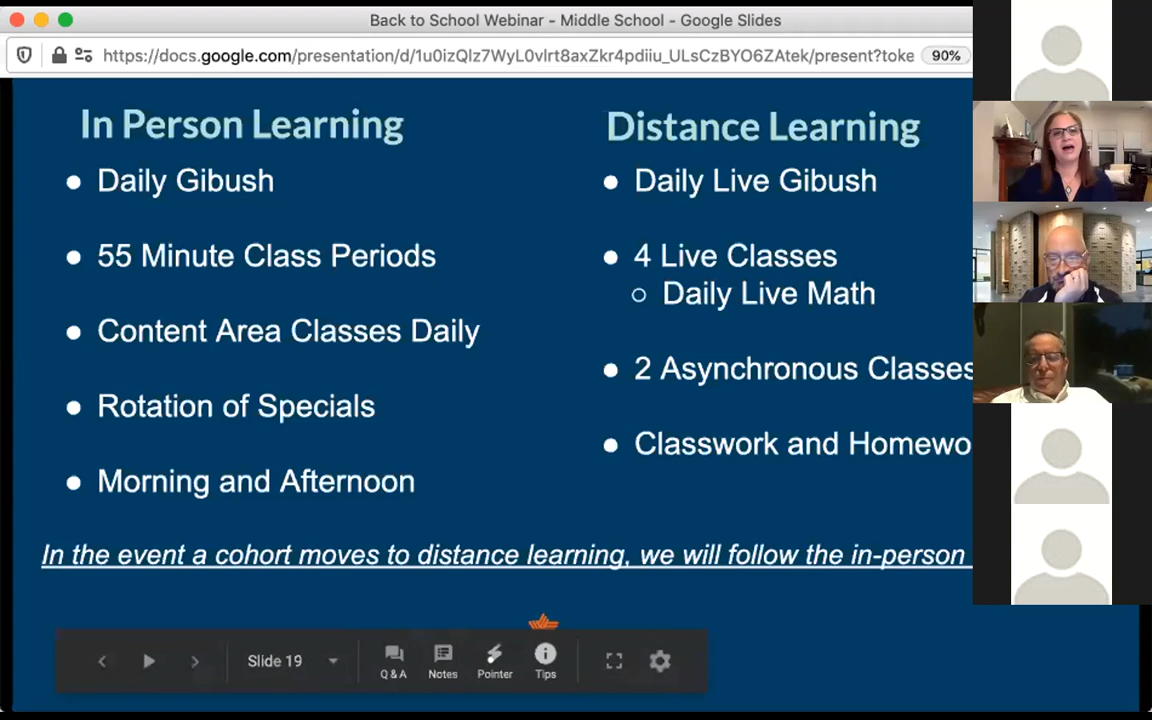 Back to School Webinar - Middle School - Google Slides
https://docs.google.com/presentation/d/1u0izQlz7WyL0vlrt8axZkr4pdiiu_ULsCzBYO6ZAtek/present?toke
90%
In Person Learning
Daily Gibush
55 Minute Class Periods
Content Area Classes Daily
Rotation of Specials
Morning and Afternoon
Distance Learning
Daily Live Gibush
4 Live Classes
Daily Live Math
2 Asynchronous Classes
Classwork and Homewo
In the event a cohort moves to distance learning, we will follow the in-person
Slide 19
Q & A
Notes
Pointer
Tips